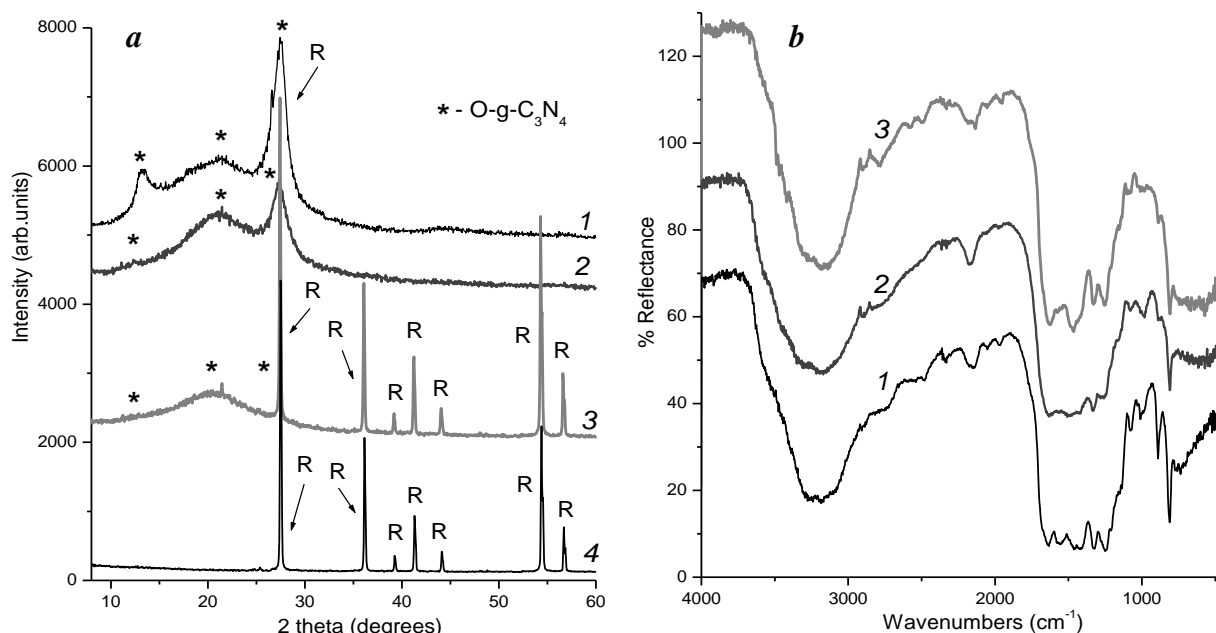 a
8000
6000
4000
2000
0
Intensity (arb.units)
10 20 30 40 50 60
2 theta (degrees)
* - O-g-C₃N₄
* * * R 1
* * * 2
R R R R R R R
* * * 3
R R R R R R R
4
b
120
100
80
60
40
20
0
% Reflectance
4000 3000 2000 1000
Wavenumbers (cm⁻¹)
3
2
1